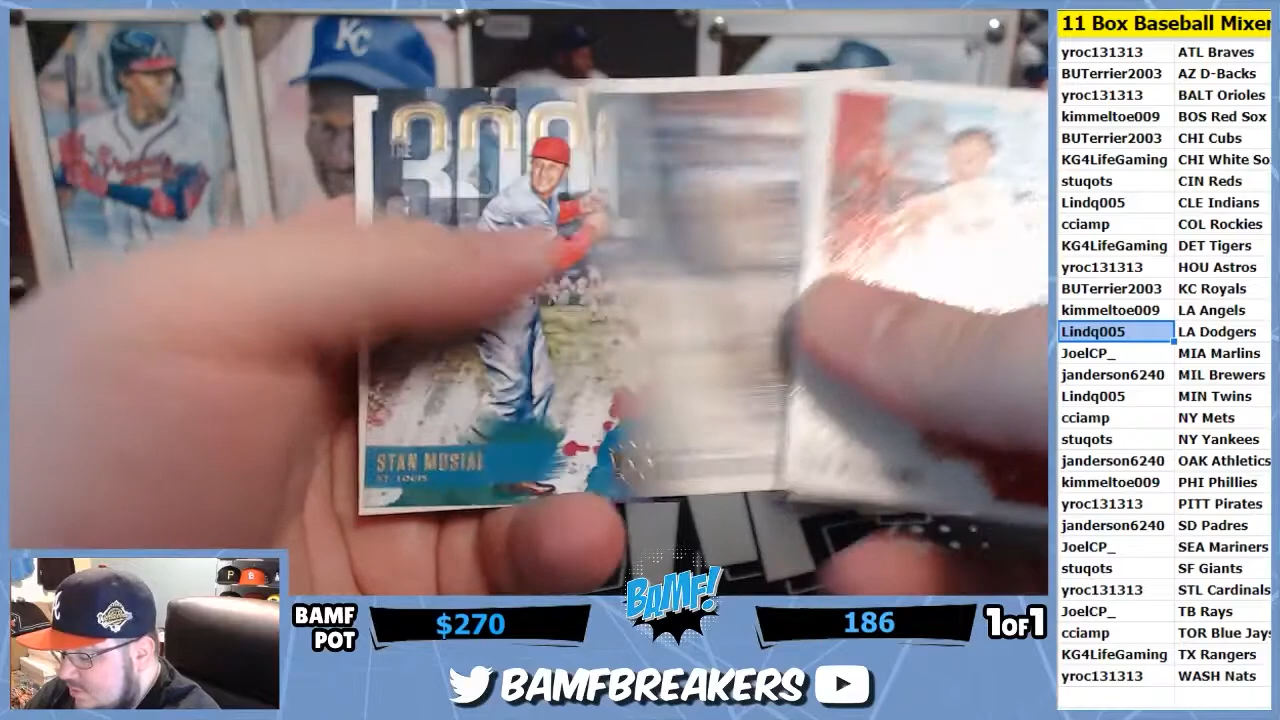 KC
Braves
THE
300
STAN MUSIAL
ST. LOUIS
11 Box Baseball Mixer
yroc131313 ATL Braves
BUTerrier2003 AZ D-Backs
yroc131313 BALT Orioles
kimmeltoe009 BOS Red Sox
BUTerrier2003 CHI Cubs
KG4LifeGaming CHI White So
stuqots CIN Reds
Lindq005 CLE Indians
cciamp COL Rockies
KG4LifeGaming DET Tigers
yroc131313 HOU Astros
BUTerrier2003 KC Royals
kimmeltoe009 LA Angels
Lindq005 LA Dodgers
JoelCP_ MIA Marlins
janderson6240 MIL Brewers
Lindq005 MIN Twins
cciamp NY Mets
stuqots NY Yankees
janderson6240 OAK Athletics
kimmeltoe009 PHI Phillies
yroc131313 PITT Pirates
janderson6240 SD Padres
JoelCP_ SEA Mariners
stuqots SF Giants
yroc131313 STL Cardinals
JoelCP_ TB Rays
cciamp TOR Blue Jays
KG4LifeGaming TX Rangers
yroc131313 WASH Nats
BAMF POT
$270
BAMF!
186
1OF1
BAMFBREAKERS